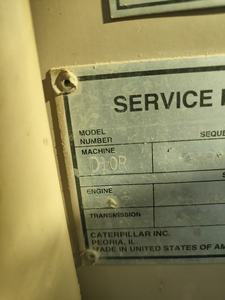 SERVICE
MODEL
NUMBER SEQUE
MACHINE
D10R
ENGINE
TRANSMISSION
CATERPILLAR INC.
PEORIA, IL
MADE IN UNITED STATES OF AM